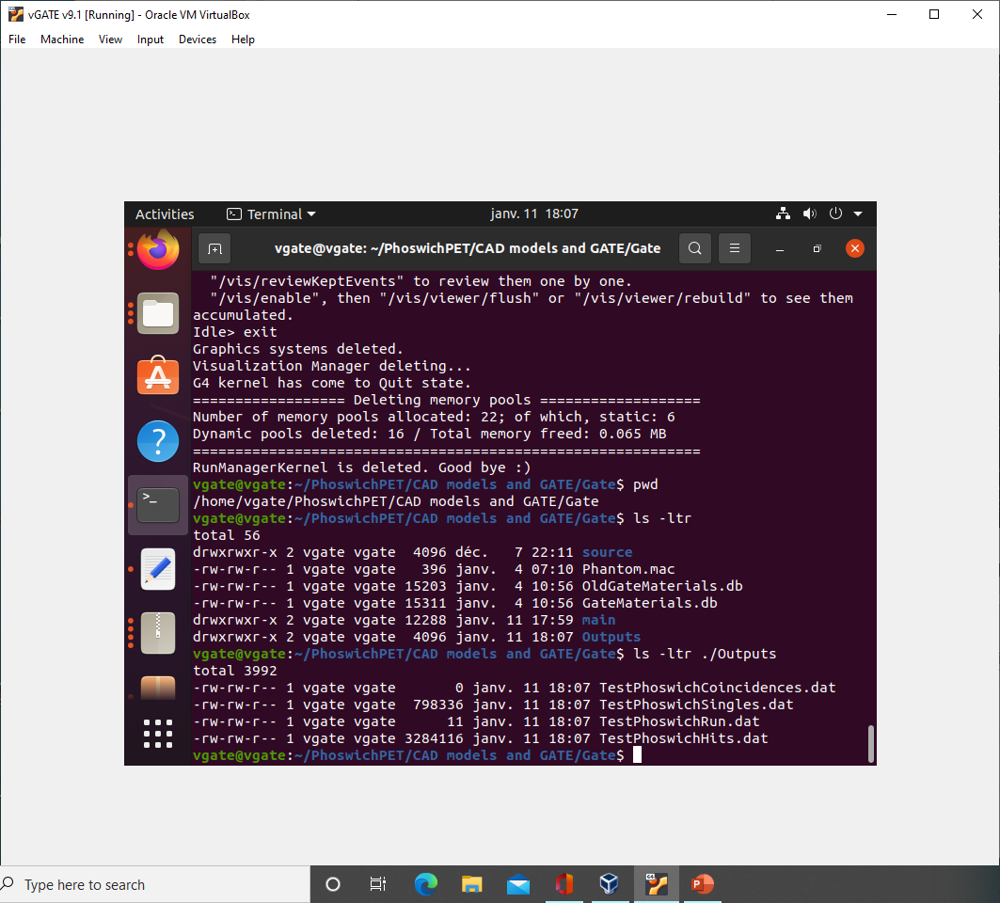 vGATE v9.1 [Running] - Oracle VM VirtualBox
File Machine View Input Devices Help
Activities Terminal janv. 11 18:07
vgate@vgate: ~/PhoswichPET/CAD models and GATE/Gate
"/vis/reviewKeptEvents" to review them one by one.
"/vis/enable", then "/vis/viewer/flush" or "/vis/viewer/rebuild" to see them
accumulated.
Idle> exit
Graphics systems deleted.
Visualization Manager deleting...
G4 kernel has come to Quit state.
================== Deleting memory pools ===================
Number of memory pools allocated: 22; of which, static: 6
Dynamic pools deleted: 16 / Total memory freed: 0.065 MB
============================================================
RunManagerKernel is deleted. Good bye :)
vgate@vgate:~/PhoswichPET/CAD models and GATE/Gate$ pwd
/home/vgate/PhoswichPET/CAD models and GATE/Gate
vgate@vgate:~/PhoswichPET/CAD models and GATE/Gate$ ls -ltr
total 56
drwxrwxr-x 2 vgate vgate  4096 déc.   7 22:11 source
-rw-rw-r-- 1 vgate vgate   396 janv.  4 07:10 Phantom.mac
-rw-rw-r-- 1 vgate vgate 15203 janv.  4 10:56 OldGateMaterials.db
-rw-rw-r-- 1 vgate vgate 15311 janv.  4 10:56 GateMaterials.db
drwxrwxr-x 2 vgate vgate 12288 janv. 11 17:59 main
drwxrwxr-x 2 vgate vgate  4096 janv. 11 18:07 Outputs
vgate@vgate:~/PhoswichPET/CAD models and GATE/Gate$ ls -ltr ./Outputs
total 3992
-rw-rw-r-- 1 vgate vgate       0 janv. 11 18:07 TestPhoswichCoincidences.dat
-rw-rw-r-- 1 vgate vgate  798336 janv. 11 18:07 TestPhoswichSingles.dat
-rw-rw-r-- 1 vgate vgate      11 janv. 11 18:07 TestPhoswichRun.dat
-rw-rw-r-- 1 vgate vgate 3284116 janv. 11 18:07 TestPhoswichHits.dat
vgate@vgate:~/PhoswichPET/CAD models and GATE/Gate$
Type here to search